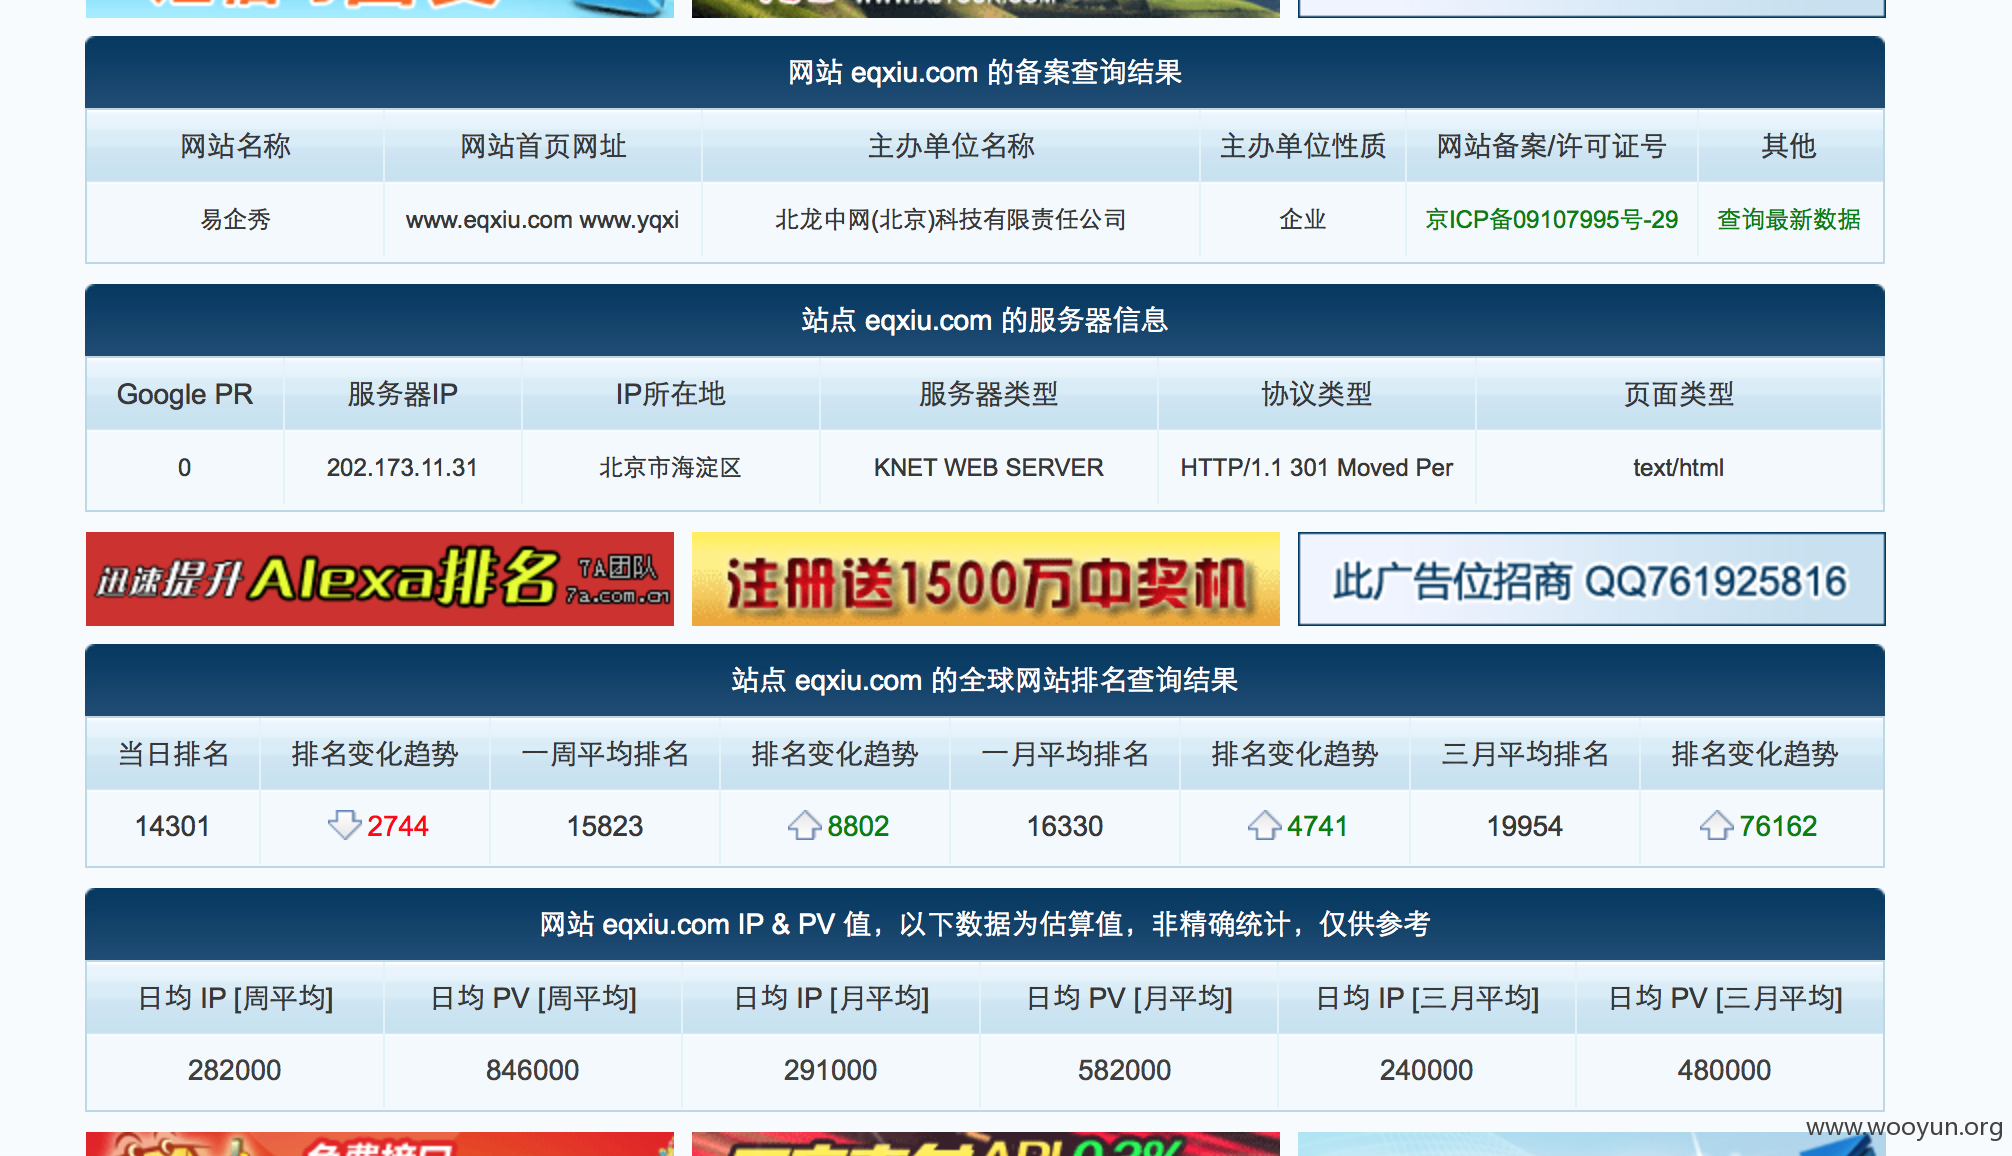 网站 eqxiu.com 的备案查询结果
网站名称 网站首页网址 主办单位名称 主办单位性质 网站备案/许可证号 其他
易企秀 www.eqxiu.com www.yqxi 北龙中网(北京)科技有限责任公司 企业 京ICP备09107995号-29 查询最新数据
站点 eqxiu.com 的服务器信息
Google PR 服务器IP IP所在地 服务器类型 协议类型 页面类型
0 202.173.11.31 北京市海淀区 KNET WEB SERVER HTTP/1.1 301 Moved Per text/html
迅速提升Alexa排名 7A团队 7a.com.cn
注册送1500万中奖机
此广告位招商 QQ761925816
站点 eqxiu.com 的全球网站排名查询结果
当日排名 排名变化趋势 一周平均排名 排名变化趋势 一月平均排名 排名变化趋势 三月平均排名 排名变化趋势
14301 2744 15823 8802 16330 4741 19954 76162
网站 eqxiu.com IP & PV 值，以下数据为估算值，非精确统计，仅供参考
日均 IP [周平均] 日均 PV [周平均] 日均 IP [月平均] 日均 PV [月平均] 日均 IP [三月平均] 日均 PV [三月平均]
282000 846000 291000 582000 240000 480000
www.wooyun.org
免费接口